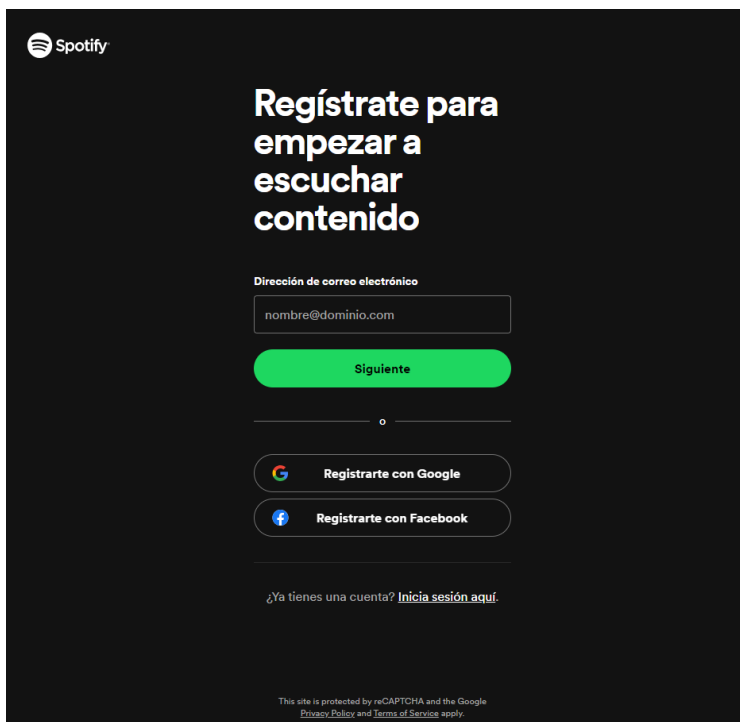 Spotify
Regístrate para
empezar a
escuchar
contenido
Dirección de correo electrónico
nombre@dominio.com
Siguiente
o
Registrarte con Google
Registrarte con Facebook
¿Ya tienes una cuenta? Inicia sesión aquí.
This site is protected by reCAPTCHA and the Google
Privacy Policy and Terms of Service apply.